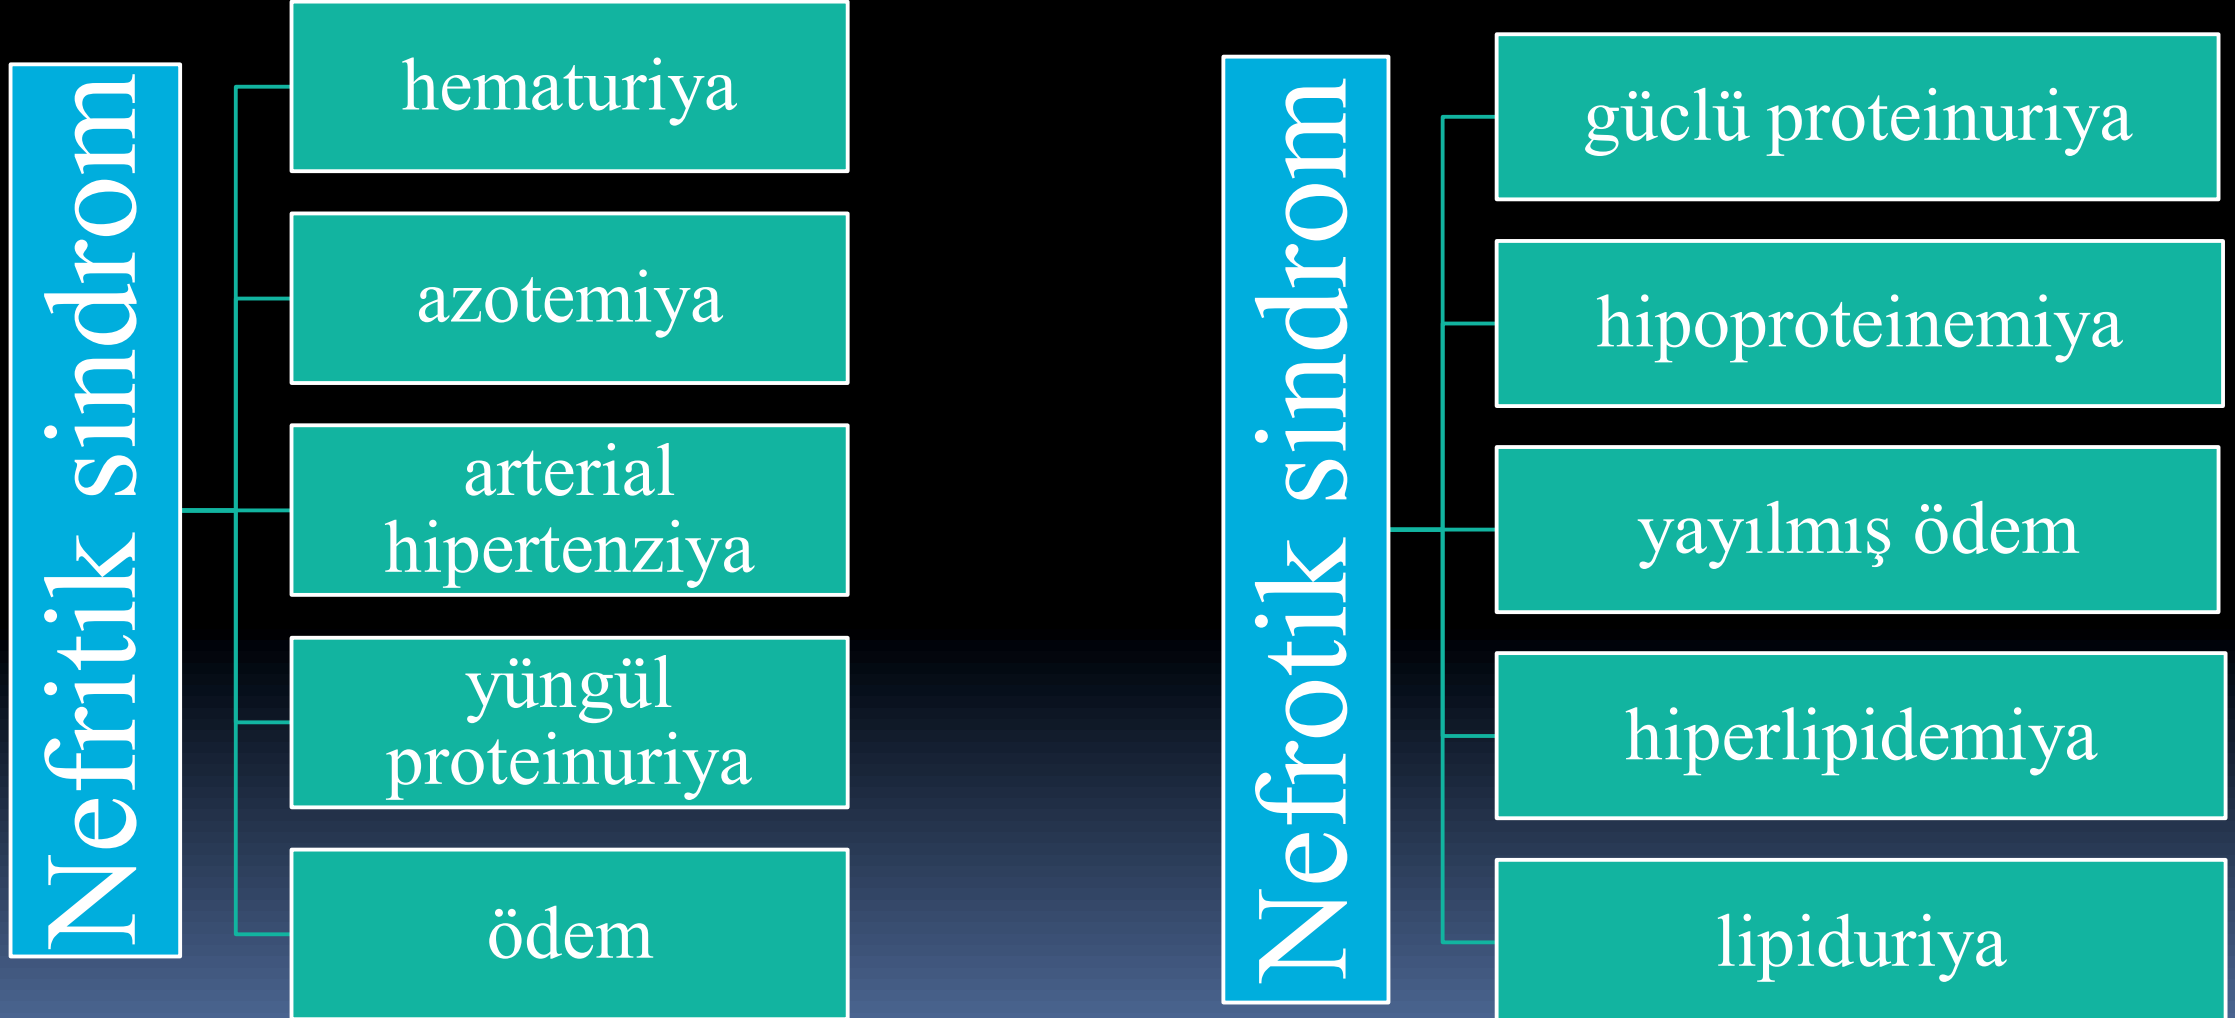 Nefritik sindrom
hematuriya
azotemiya
arterial
hipertenziya
yüngül
proteinuriya
ödem
Nefrotik sindrom
güclü proteinuriya
hipoproteinemiya
yayılmış ödem
hiperlipidemiya
lipiduriya